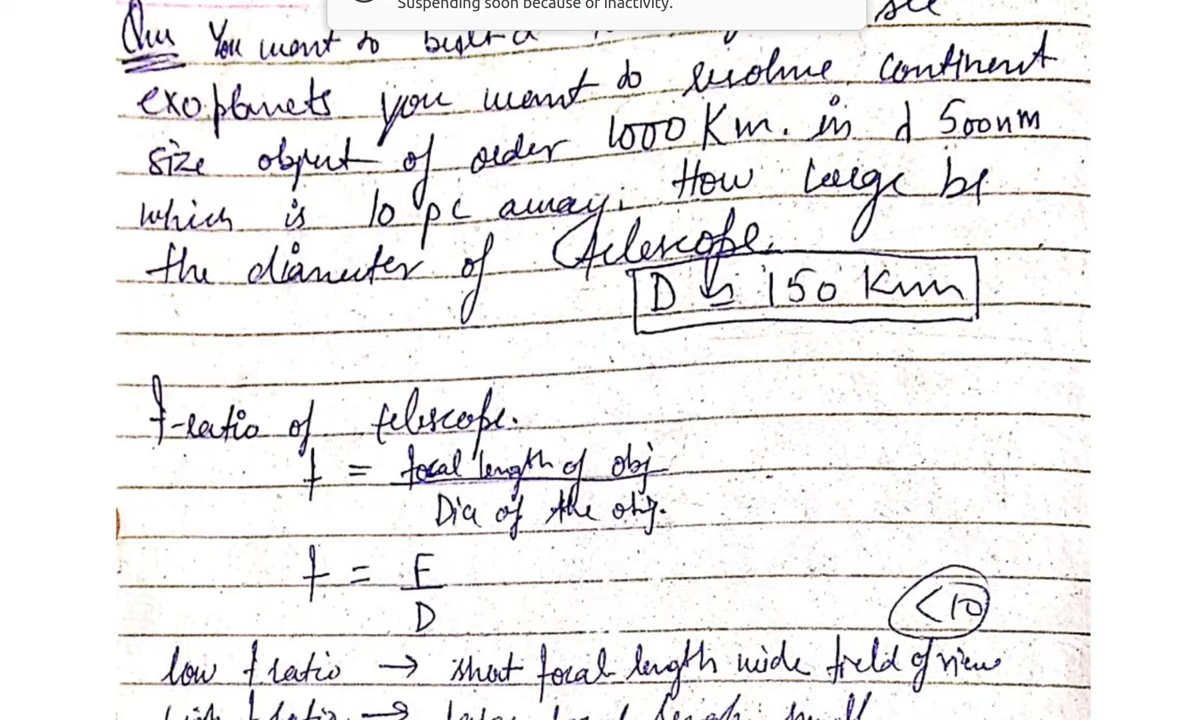 Suspending soon because of inactivity.
Que You want to see
exoplanets you want to resolve continent
size object of order 1000 Km. in λ 500nm
which is 10 pc away. How large be
the diameter of telescope.
D ≃ 150 Km
f-ratio of telescope.
f = focal length of obj
Dia of the obj.
f = F
D
<10
low f ratio → short focal length wide field of view